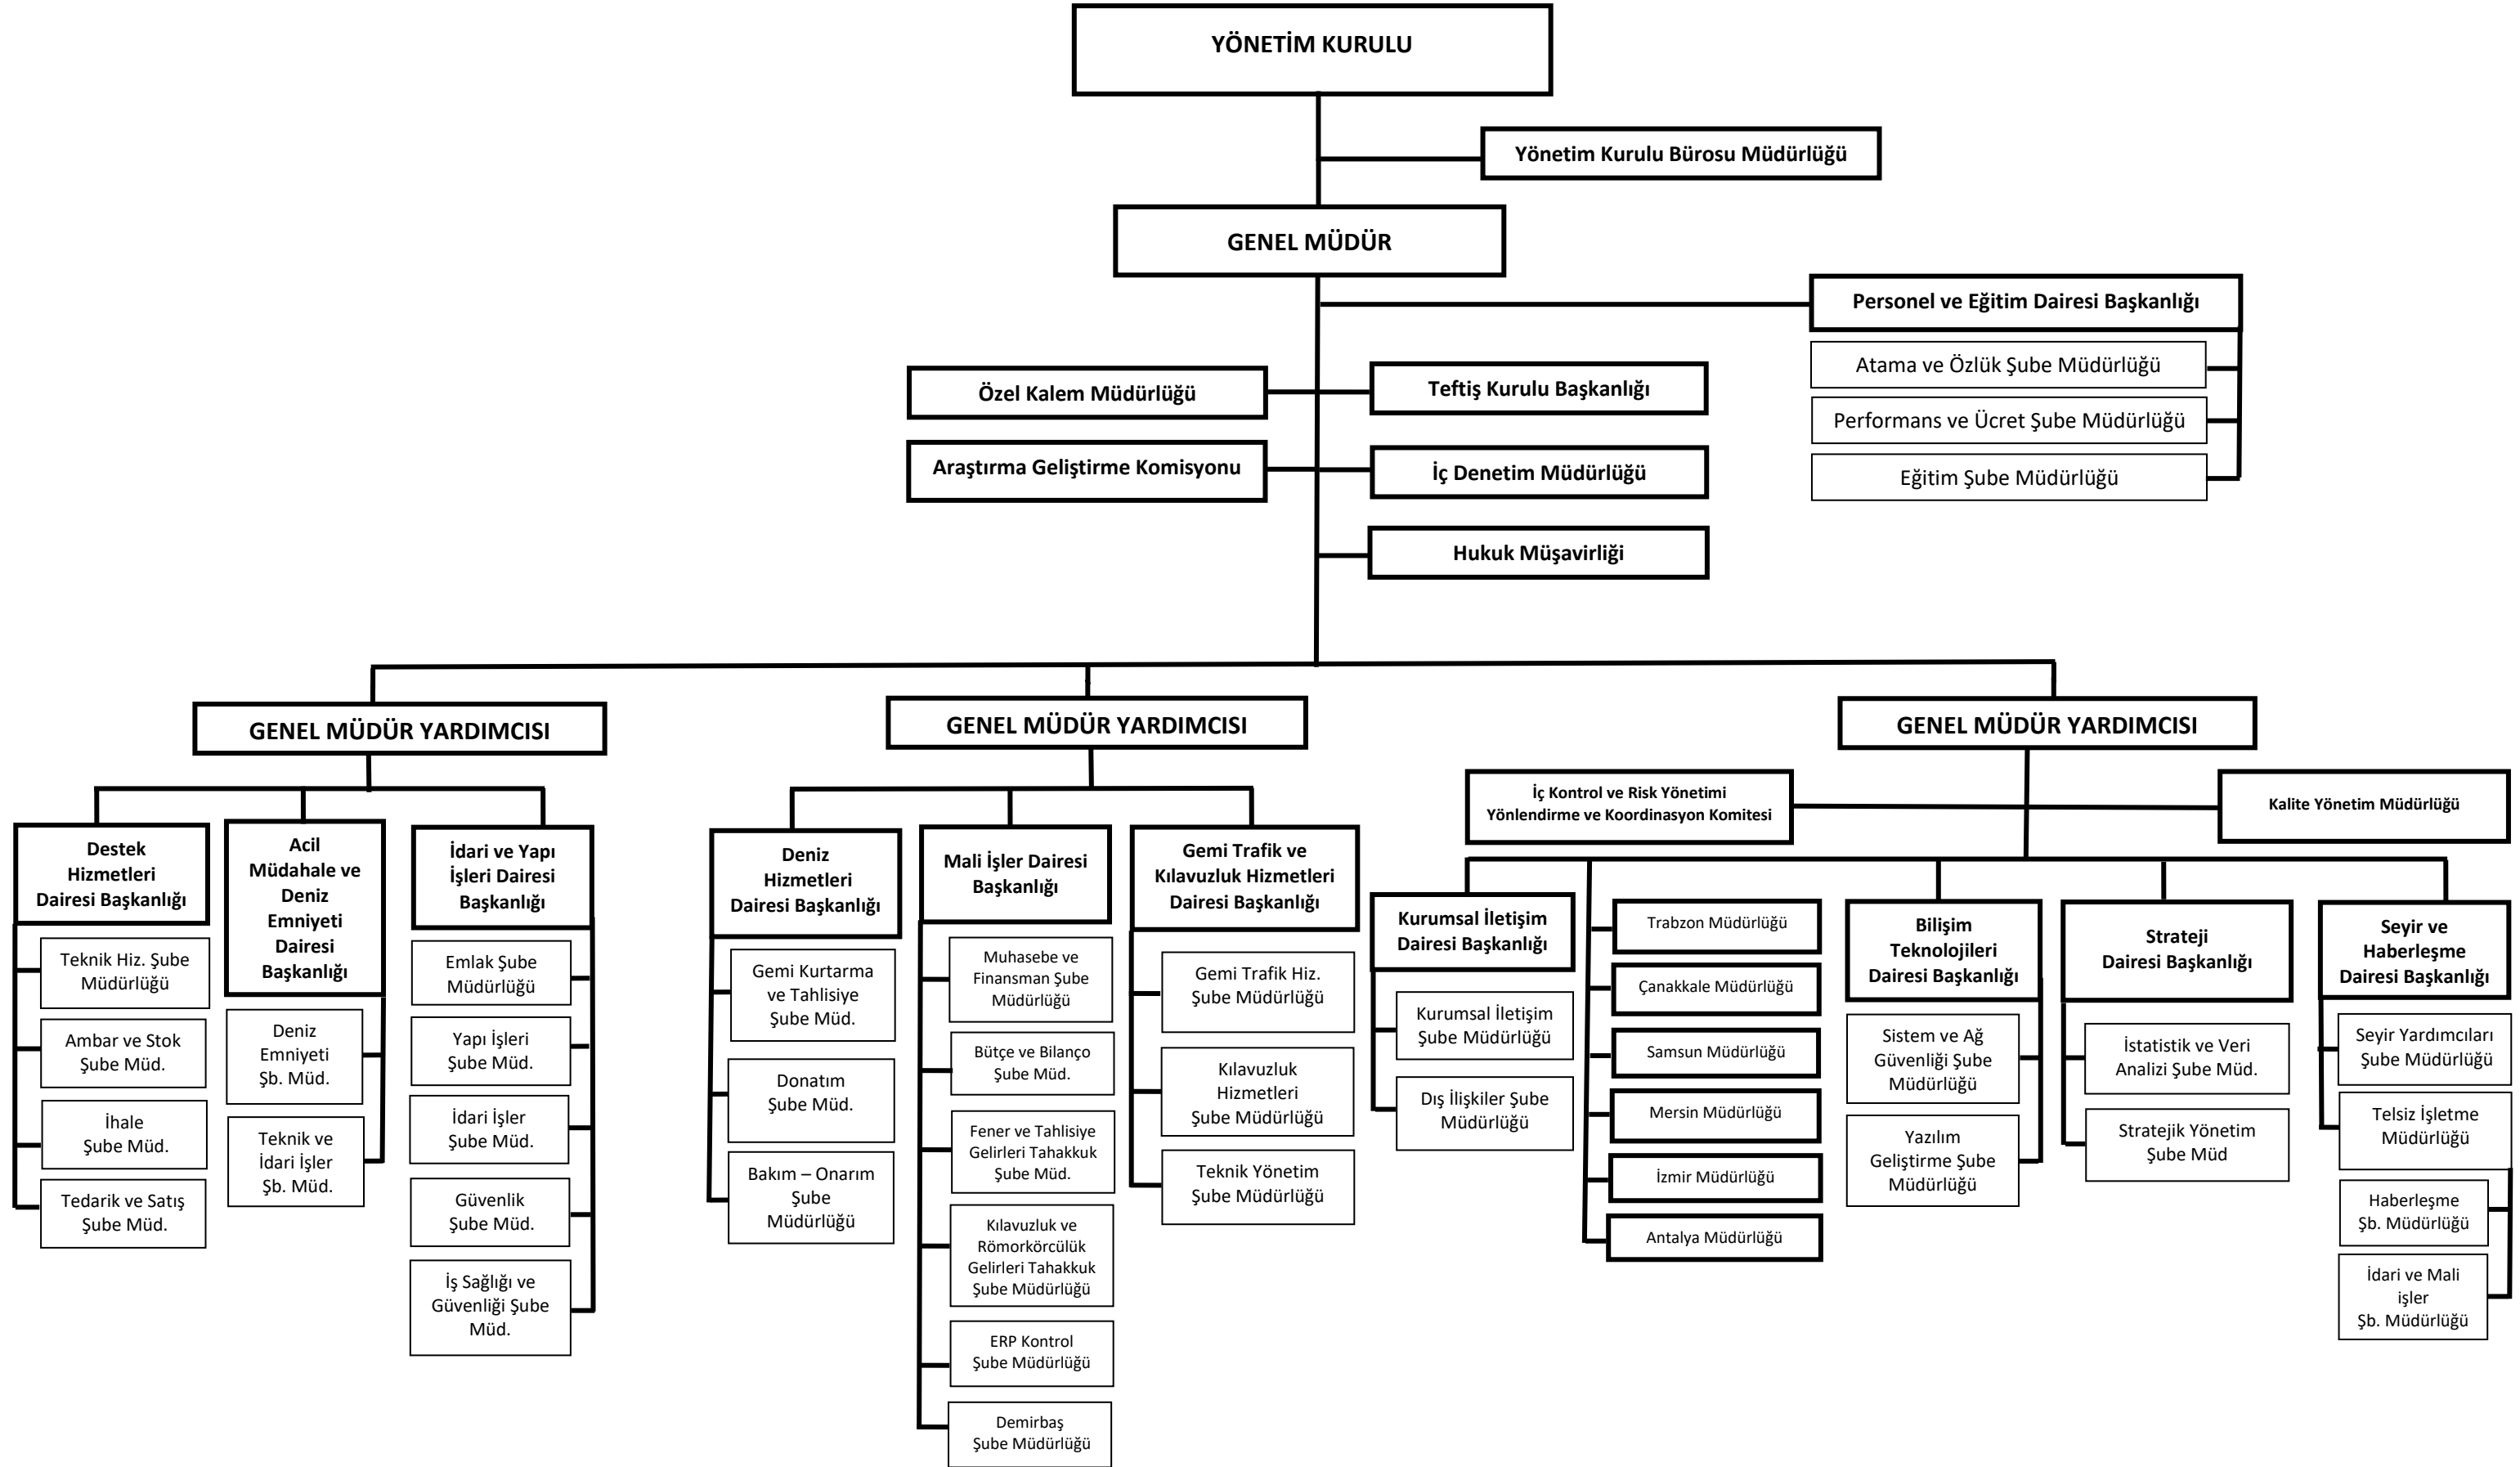 YÖNETİM KURULU
Yönetim Kurulu Bürosu Müdürlüğü
GENEL MÜDÜR
Personel ve Eğitim Dairesi Başkanlığı
Atama ve Özlük Şube Müdürlüğü
Performans ve Ücret Şube Müdürlüğü
Eğitim Şube Müdürlüğü
Özel Kalem Müdürlüğü
Teftiş Kurulu Başkanlığı
Araştırma Geliştirme Komisyonu
İç Denetim Müdürlüğü
Hukuk Müşavirliği
GENEL MÜDÜR YARDIMCISI
Destek
Hizmetleri
Dairesi Başkanlığı
Teknik Hiz. Şube
Müdürlüğü
Ambar ve Stok
Şube Müd.
İhale
Şube Müd.
Tedarik ve Satış
Şube Müd.
Acil
Müdahale ve
Deniz
Emniyeti
Dairesi
Başkanlığı
Deniz
Emniyeti
Şb. Müd.
Teknik ve
İdari İşler
Şb. Müd.
İdari ve Yapı
İşleri Dairesi
Başkanlığı
Emlak Şube
Müdürlüğü
Yapı İşleri
Şube Müd.
İdari İşler
Şube Müd.
Güvenlik
Şube Müd.
İş Sağlığı ve
Güvenliği Şube
Müd.
GENEL MÜDÜR YARDIMCISI
Deniz
Hizmetleri
Dairesi Başkanlığı
Gemi Kurtarma
ve Tahlisiye
Şube Müd.
Donatım
Şube Müd.
Bakım – Onarım
Şube
Müdürlüğü
Mali İşler Dairesi
Başkanlığı
Muhasebe ve
Finansman Şube
Müdürlüğü
Bütçe ve Bilanço
Şube Müd.
Fener ve Tahlisiye
Gelirleri Tahakkuk
Şube Müd.
Kılavuzluk ve
Römorkörcülük
Gelirleri Tahakkuk
Şube Müdürlüğü
ERP Kontrol
Şube Müdürlüğü
Demirbaş
Şube Müdürlüğü
Gemi Trafik ve
Kılavuzluk Hizmetleri
Dairesi Başkanlığı
Gemi Trafik Hiz.
Şube Müdürlüğü
Kılavuzluk
Hizmetleri
Şube Müdürlüğü
Teknik Yönetim
Şube Müdürlüğü
GENEL MÜDÜR YARDIMCISI
İç Kontrol ve Risk Yönetimi
Yönlendirme ve Koordinasyon Komitesi
Kalite Yönetim Müdürlüğü
Kurumsal İletişim
Dairesi Başkanlığı
Kurumsal İletişim
Şube Müdürlüğü
Dış İlişkiler Şube
Müdürlüğü
Trabzon Müdürlüğü
Çanakkale Müdürlüğü
Samsun Müdürlüğü
Mersin Müdürlüğü
İzmir Müdürlüğü
Antalya Müdürlüğü
Bilişim
Teknolojileri
Dairesi Başkanlığı
Sistem ve Ağ
Güvenliği Şube
Müdürlüğü
Yazılım
Geliştirme Şube
Müdürlüğü
Strateji
Dairesi Başkanlığı
İstatistik ve Veri
Analizi Şube Müd.
Stratejik Yönetim
Şube Müd
Seyir ve
Haberleşme
Dairesi Başkanlığı
Seyir Yardımcıları
Şube Müdürlüğü
Telsiz İşletme
Müdürlüğü
Haberleşme
Şb. Müdürlüğü
İdari ve Mali
işler
Şb. Müdürlüğü